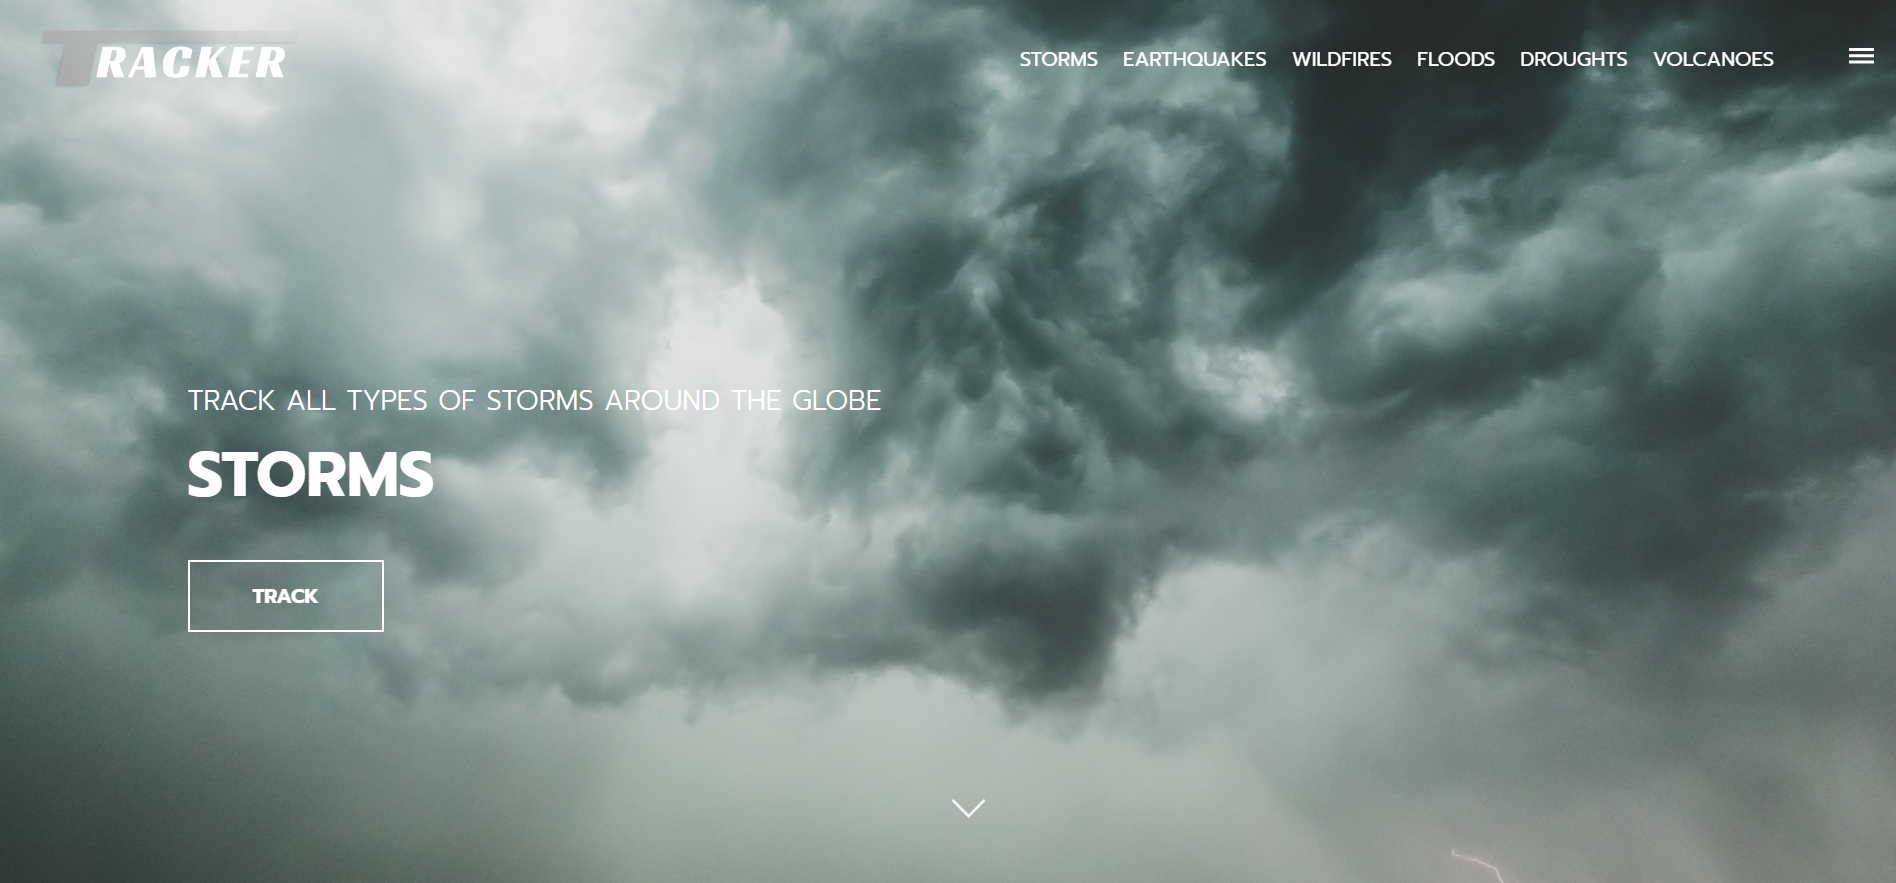 TRACKER
STORMS EARTHQUAKES WILDFIRES FLOODS DROUGHTS VOLCANOES
TRACK ALL TYPES OF STORMS AROUND THE GLOBE
STORMS
TRACK